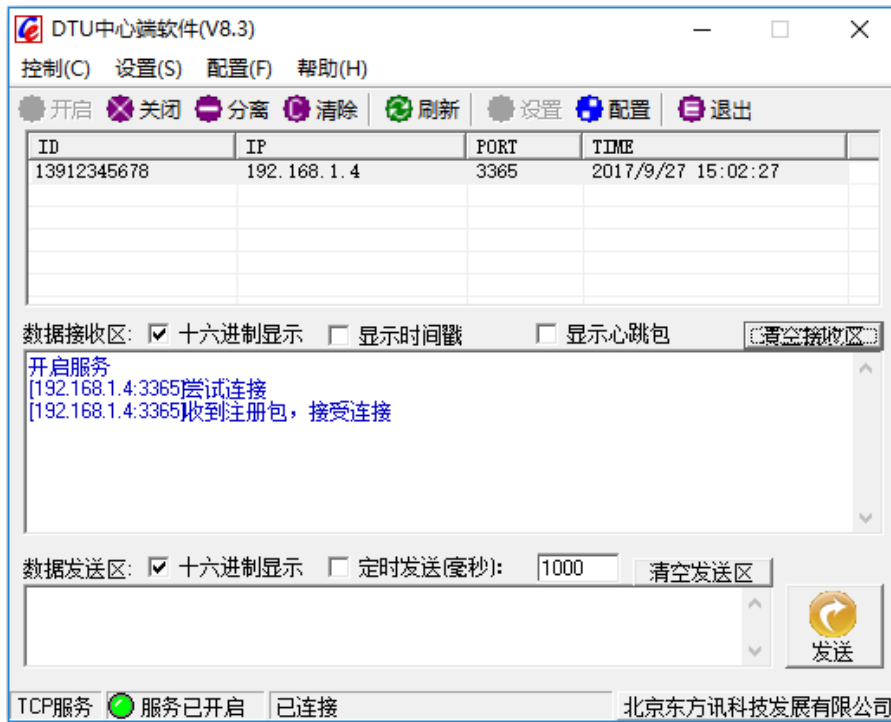 DTU中心端软件(V8.3)
控制(C) 设置(S) 配置(F) 帮助(H)
开启 关闭 分离 清除 刷新 设置 配置 退出
ID IP PORT TIME
13912345678 192.168.1.4 3365 2017/9/27 15:02:27
数据接收区: 十六进制显示 显示时间戳 显示心跳包 清空接收区
开启服务
[192.168.1.4:3365]尝试连接
[192.168.1.4:3365]收到注册包，接受连接
数据发送区: 十六进制显示 定时发送(毫秒): 1000 清空发送区
发送
TCP服务 服务已开启 已连接 北京东方讯科技发展有限公司